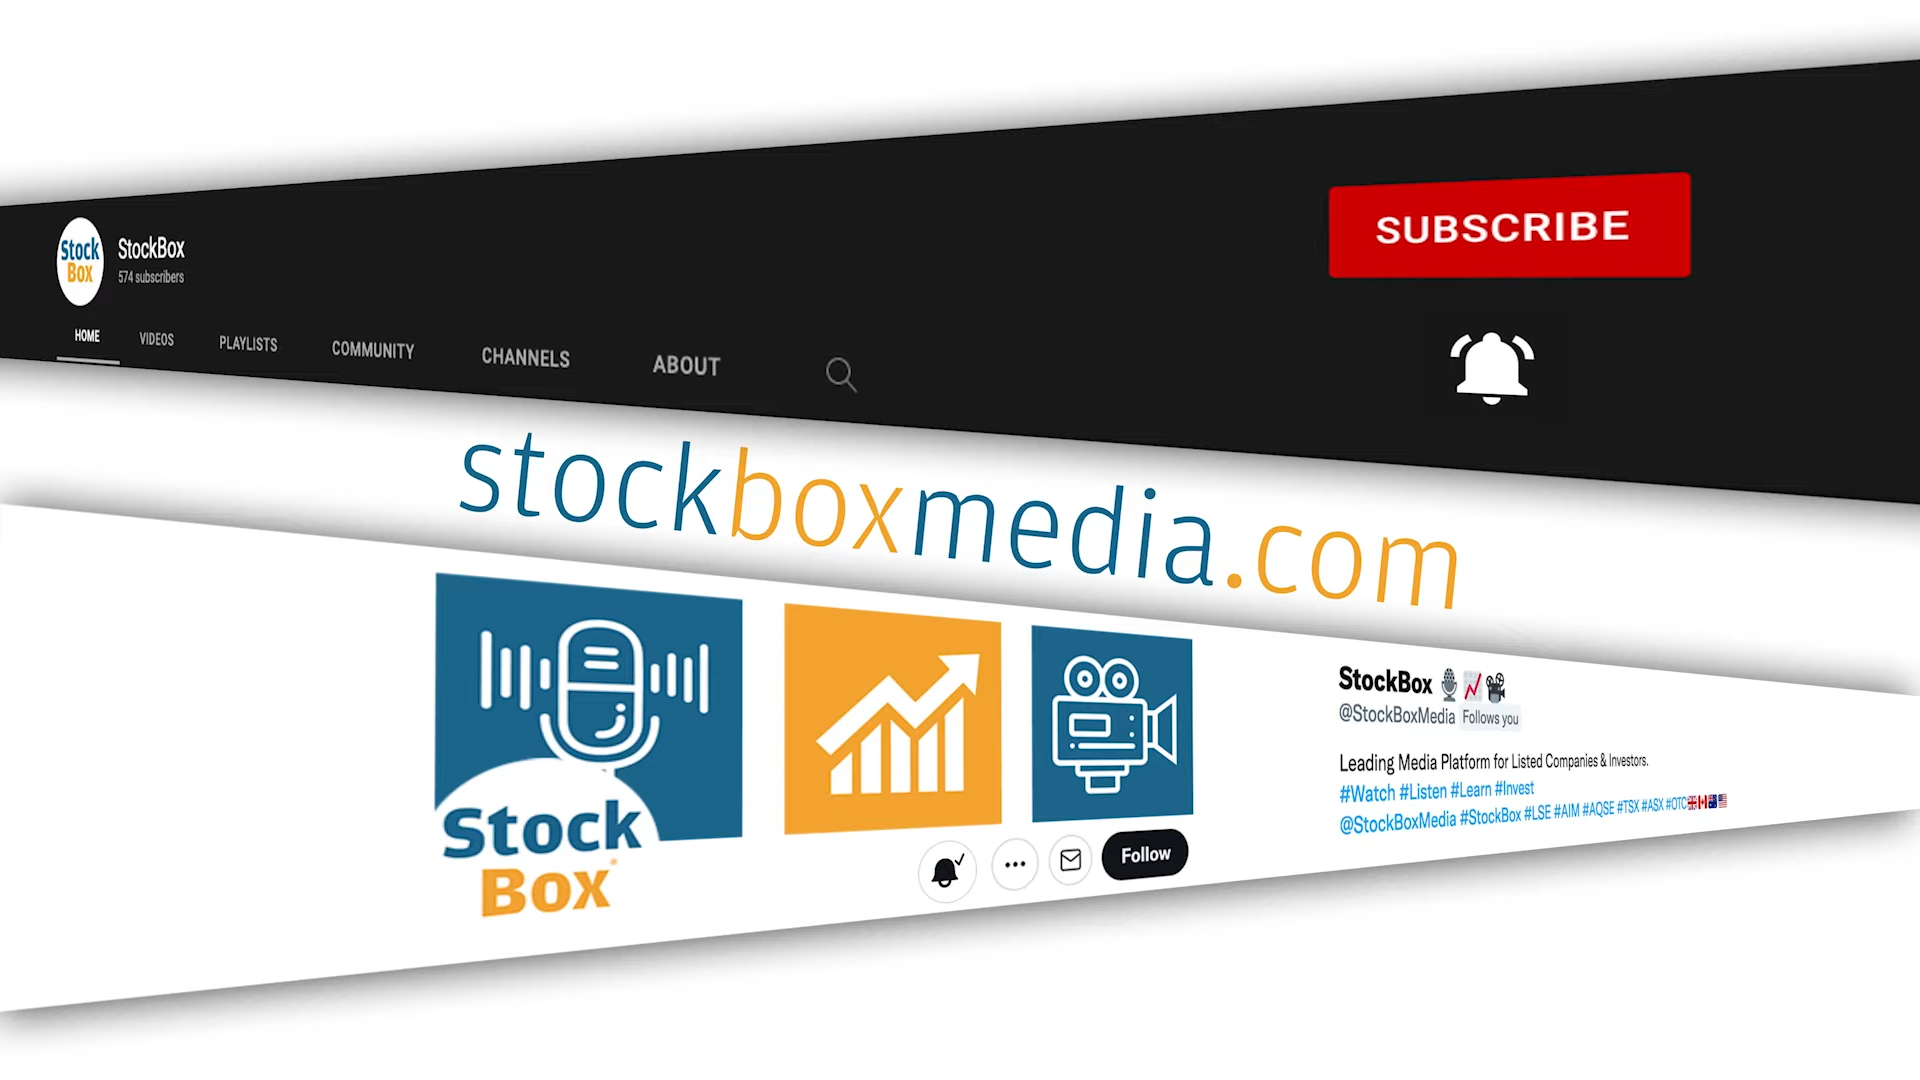 Stock
Box
StockBox
574 subscribers
SUBSCRIBE
HOME VIDEOS PLAYLISTS COMMUNITY CHANNELS ABOUT
stockboxmedia.com
Stock
Box
Follow
StockBox
@StockBoxMedia Follows you
Leading Media Platform for Listed Companies & Investors.
#Watch #Listen #Learn #Invest
@StockBoxMedia #StockBox #LSE #AIM #AQSE #TSX #ASX #OTC